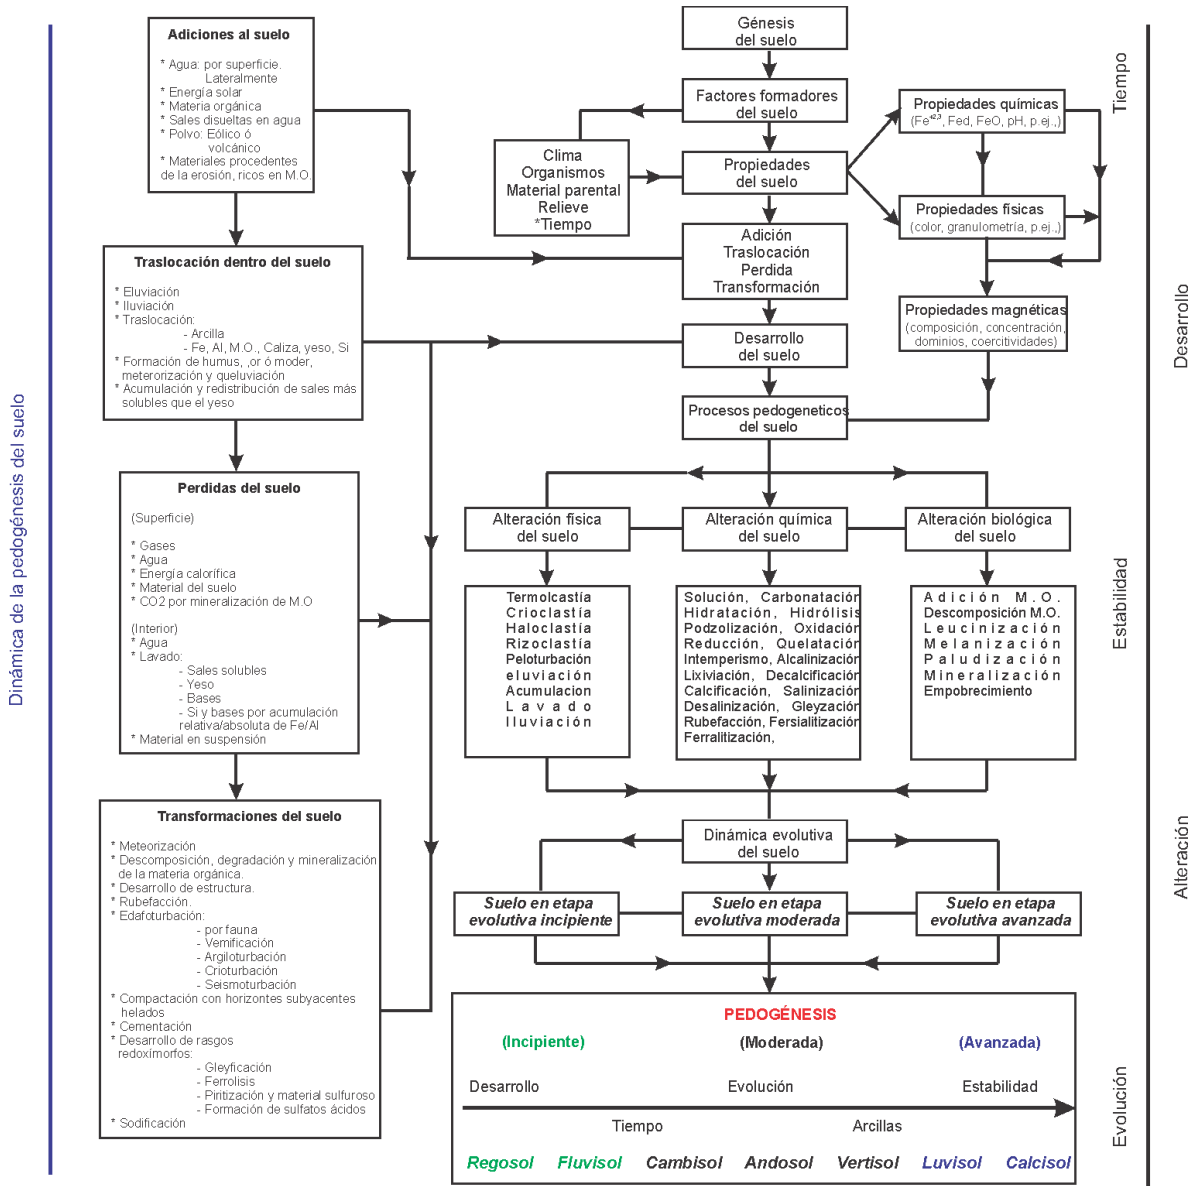 Dinámica de la pedogénesis del suelo
Adiciones al suelo
* Agua: por superficie.
Lateralmente
* Energía solar
* Materia orgánica
* Sales disueltas en agua
* Polvo: Eólico ó
volcánico
* Materiales procedentes
de la erosión, ricos en M.O.
Traslocación dentro del suelo
* Eluviación
* Iluviación
* Traslocación:
- Arcilla
- Fe, Al, M.O., Caliza, yeso, Si
* Formación de humus, ,or ó moder,
meterorización y queluviación
* Acumulación y redistribución de sales más
solubles que el yeso
Perdidas del suelo
(Superficie)
* Gases
* Agua
* Energía calorífica
* Material del suelo
* CO2 por mineralización de M.O
(Interior)
* Agua
* Lavado:
- Sales solubles
- Yeso
- Bases
- Si y bases por acumulación
relativa/absoluta de Fe/Al
* Material en suspensión
Transformaciones del suelo
* Meteorización
* Descomposición, degradación y mineralización
de la materia orgánica.
* Desarrollo de estructura.
* Rubefacción.
* Edafoturbación:
- por fauna
- Vemificación
- Argiloturbación
- Crioturbación
- Seismoturbación
* Compactación con horizontes subyacentes
helados
* Cementación
* Desarrollo de rasgos
redoxímorfos:
- Gleyficación
- Ferrolisis
- Piritización y material sulfuroso
- Formación de sulfatos ácidos
* Sodificación
Génesis
del suelo
Factores formadores
del suelo
Clima
Organismos
Material parental
Relieve
*Tiempo
Propiedades
del suelo
Propiedades químicas
(Fe+2,3, Fed, FeO, pH, p.ej.,)
Propiedades físicas
(color, granulometría, p.ej.,)
Adición
Traslocación
Perdida
Transformación
Propiedades magnéticas
(composición, concentración,
dominios, coercitividades)
Desarrollo
del suelo
Procesos pedogeneticos
del suelo
Alteración física
del suelo
Alteración química
del suelo
Alteración biológica
del suelo
Termolcastía
Crioclastía
Haloclastía
Rizoclastía
Peloturbación
eluviación
Acumulacion
Lavado
Iluviación
Solución, Carbonatación
Hidratación, Hidrólisis
Podzolización, Oxidación
Reducción, Quelatación
Intemperismo, Alcalinización
Lixiviación, Decalcificación
Calcificación, Salinización
Desalinización, Gleyzación
Rubefacción, Fersialitización
Ferralitización,
Adición M.O.
Descomposición M.O.
Leucinización
Melanización
Paludización
Mineralización
Empobrecimiento
Dinámica evolutiva
del suelo
Suelo en etapa
evolutiva incipiente
Suelo en etapa
evolutiva moderada
Suelo en etapa
evolutiva avanzada
PEDOGÉNESIS
(Incipiente) (Moderada) (Avanzada)
Desarrollo Evolución Estabilidad
Tiempo Arcillas
Regosol Fluvisol Cambisol Andosol Vertisol Luvisol Calcisol
Tiempo
Desarrollo
Estabilidad
Alteración
Evolución